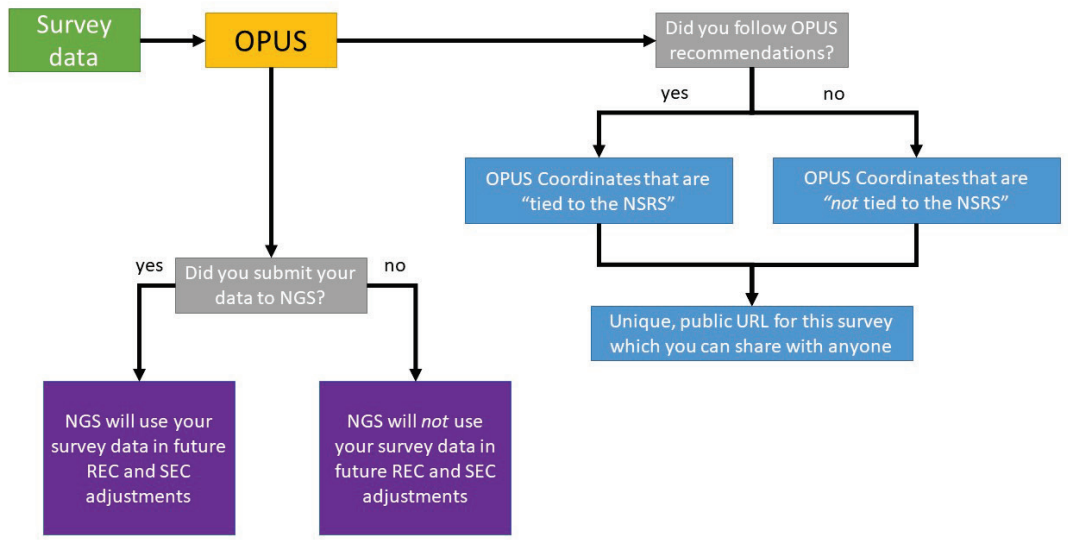 Survey
data
OPUS
Did you follow OPUS
recommendations?
yes
no
OPUS Coordinates that are
“tied to the NSRS”
OPUS Coordinates that are
“not tied to the NSRS”
Unique, public URL for this survey
which you can share with anyone
Did you submit your
data to NGS?
yes
no
NGS will use your
survey data in future
REC and SEC
adjustments
NGS will not use
your survey data in
future REC and SEC
adjustments